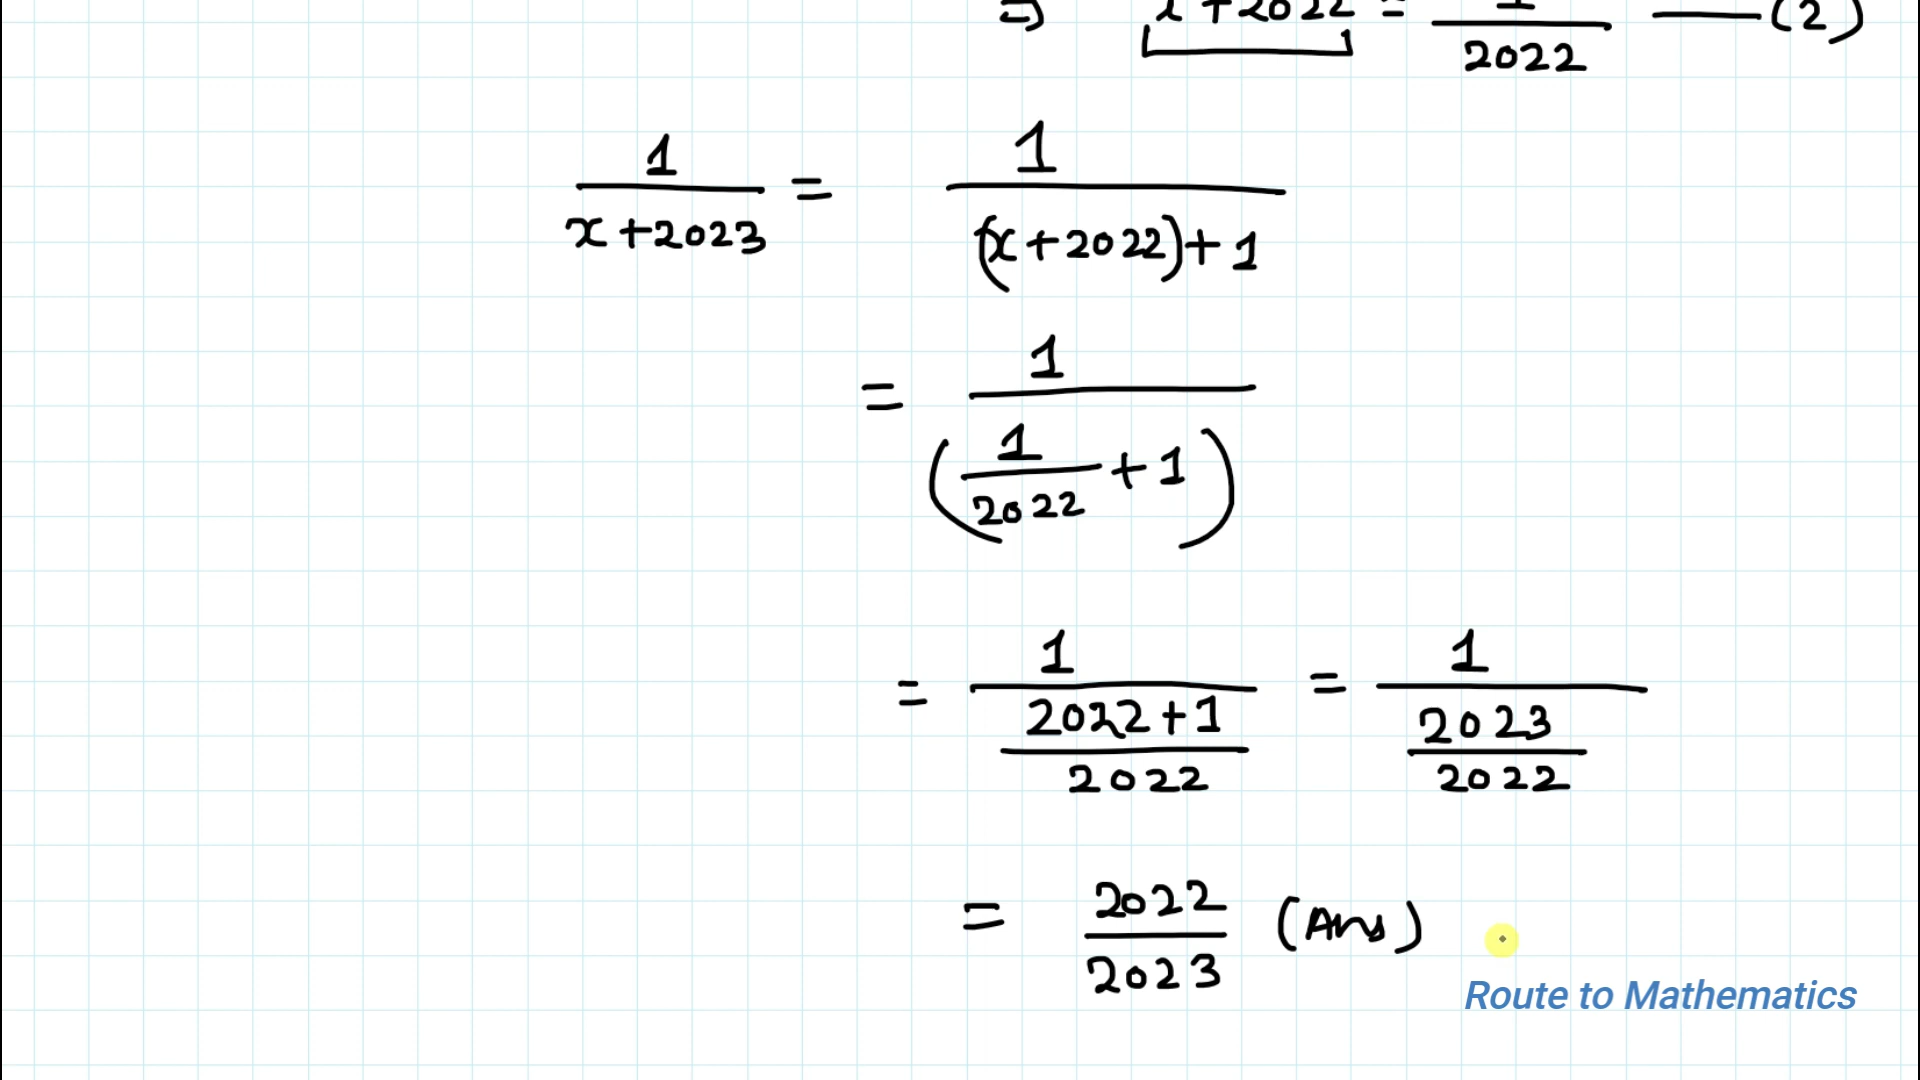 ⇒ x+2022 = 1/2022 —— (2)
1/(x+2023) = 1/((x+2022)+1)
= 1/(1/2022 + 1)
= 1/((2022+1)/2022) = 1/(2023/2022)
= 2022/2023 (Ans)
Route to Mathematics